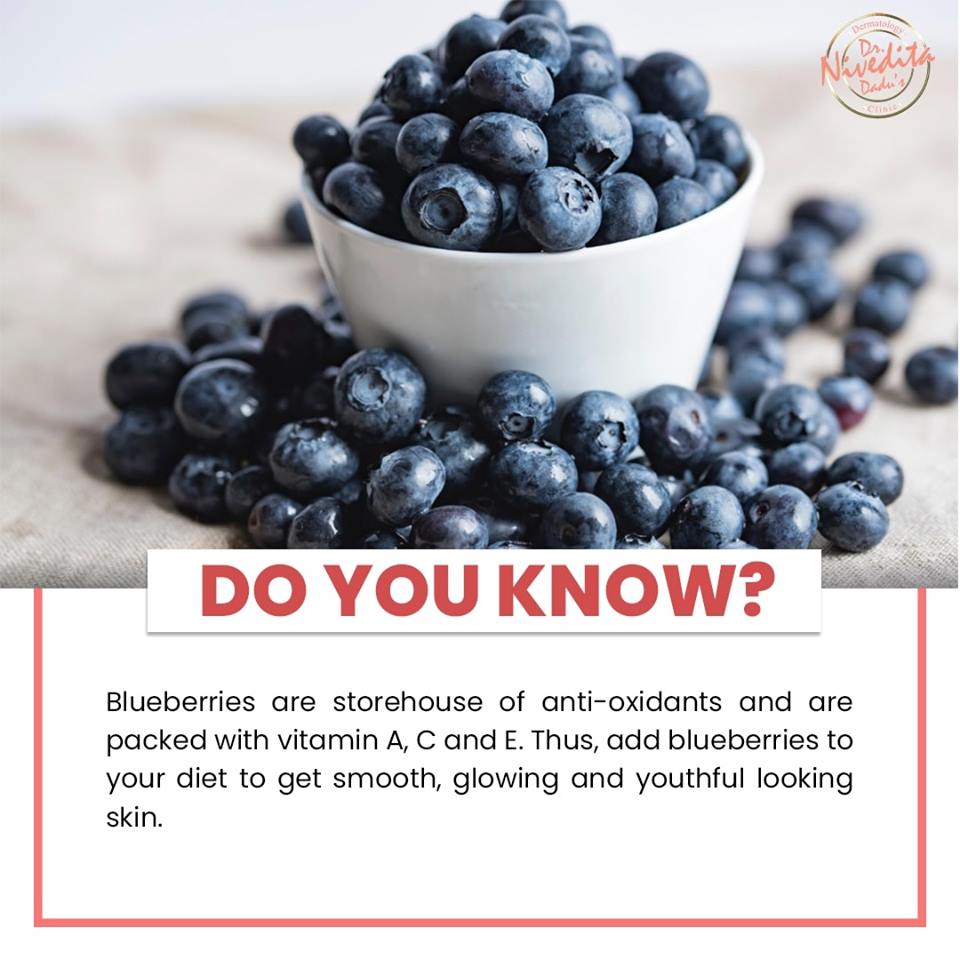 Dermatology
Dr.
Nivedita
Dadu's
Clinic
DO YOU KNOW?
Blueberries are storehouse of anti-oxidants and are
packed with vitamin A, C and E. Thus, add blueberries to
your diet to get smooth, glowing and youthful looking
skin.